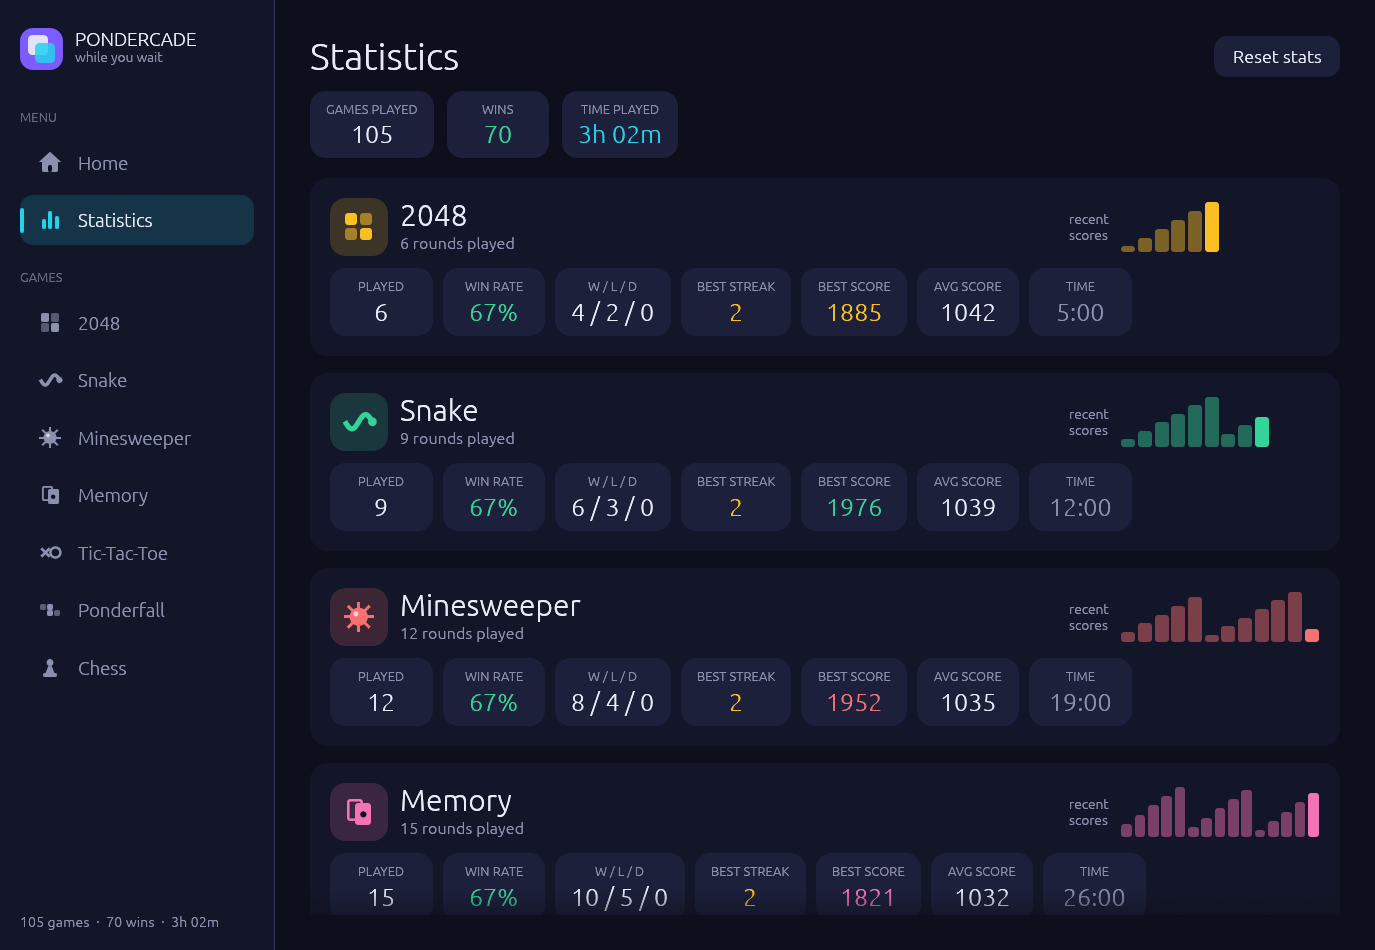 PONDERCADE
while you wait
MENU
Home
Statistics
GAMES
2048
Snake
Minesweeper
Memory
Tic-Tac-Toe
Ponderfall
Chess
105 games · 70 wins · 3h 02m
Statistics
Reset stats
GAMES PLAYED
105
WINS
70
TIME PLAYED
3h 02m
2048
6 rounds played
recent
scores
PLAYED
6
WIN RATE
67%
W / L / D
4 / 2 / 0
BEST STREAK
2
BEST SCORE
1885
AVG SCORE
1042
TIME
5:00
Snake
9 rounds played
recent
scores
PLAYED
9
WIN RATE
67%
W / L / D
6 / 3 / 0
BEST STREAK
2
BEST SCORE
1976
AVG SCORE
1039
TIME
12:00
Minesweeper
12 rounds played
recent
scores
PLAYED
12
WIN RATE
67%
W / L / D
8 / 4 / 0
BEST STREAK
2
BEST SCORE
1952
AVG SCORE
1035
TIME
19:00
Memory
15 rounds played
recent
scores
PLAYED
15
WIN RATE
67%
W / L / D
10 / 5 / 0
BEST STREAK
2
BEST SCORE
1821
AVG SCORE
1032
TIME
26:00